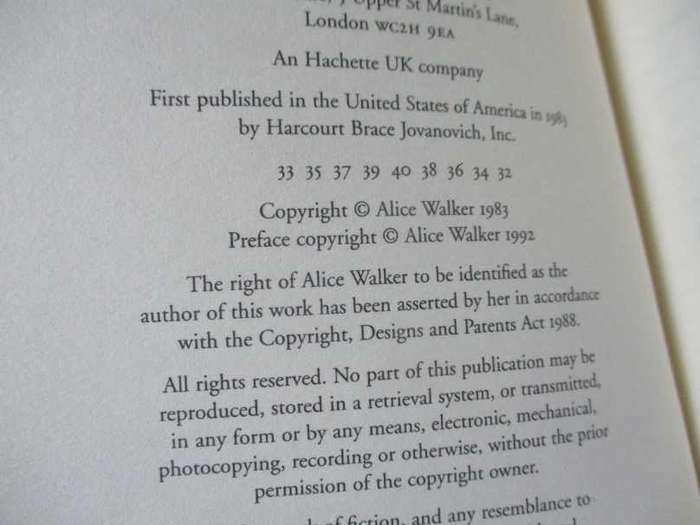 Upper St Martin's Lane,
London WC2H 9EA
An Hachette UK company
First published in the United States of America in 1983
by Harcourt Brace Jovanovich, Inc.
33 35 37 39 40 38 36 34 32
Copyright © Alice Walker 1983
Preface copyright © Alice Walker 1992
The right of Alice Walker to be identified as the
author of this work has been asserted by her in accordance
with the Copyright, Designs and Patents Act 1988.
All rights reserved. No part of this publication may be
reproduced, stored in a retrieval system, or transmitted,
in any form or by any means, electronic, mechanical,
photocopying, recording or otherwise, without the prior
permission of the copyright owner.
of fiction, and any resemblance to